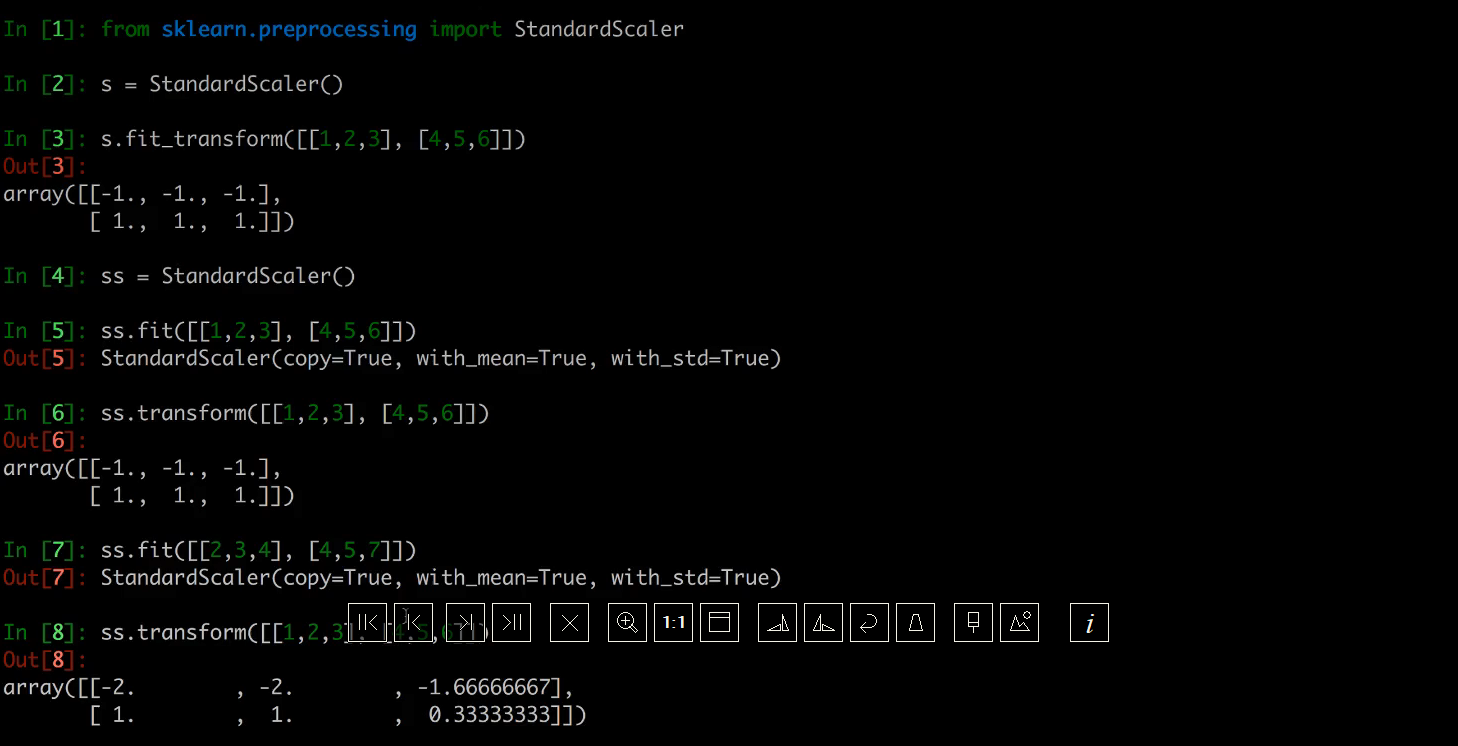 In [1]: from sklearn.preprocessing import StandardScaler
In [2]: s = StandardScaler()
In [3]: s.fit_transform([[1,2,3], [4,5,6]])
Out[3]:
array([[-1., -1., -1.],
       [ 1.,  1.,  1.]])
In [4]: ss = StandardScaler()
In [5]: ss.fit([[1,2,3], [4,5,6]])
Out[5]: StandardScaler(copy=True, with_mean=True, with_std=True)
In [6]: ss.transform([[1,2,3], [4,5,6]])
Out[6]:
array([[-1., -1., -1.],
       [ 1.,  1.,  1.]])
In [7]: ss.fit([[2,3,4], [4,5,7]])
Out[7]: StandardScaler(copy=True, with_mean=True, with_std=True)
In [8]: ss.transform([[1,2,3], [4,5,6]])
1:1 i
Out[8]:
array([[-2.        , -2.        , -1.66666667],
       [ 1.        ,  1.        ,  0.33333333]])